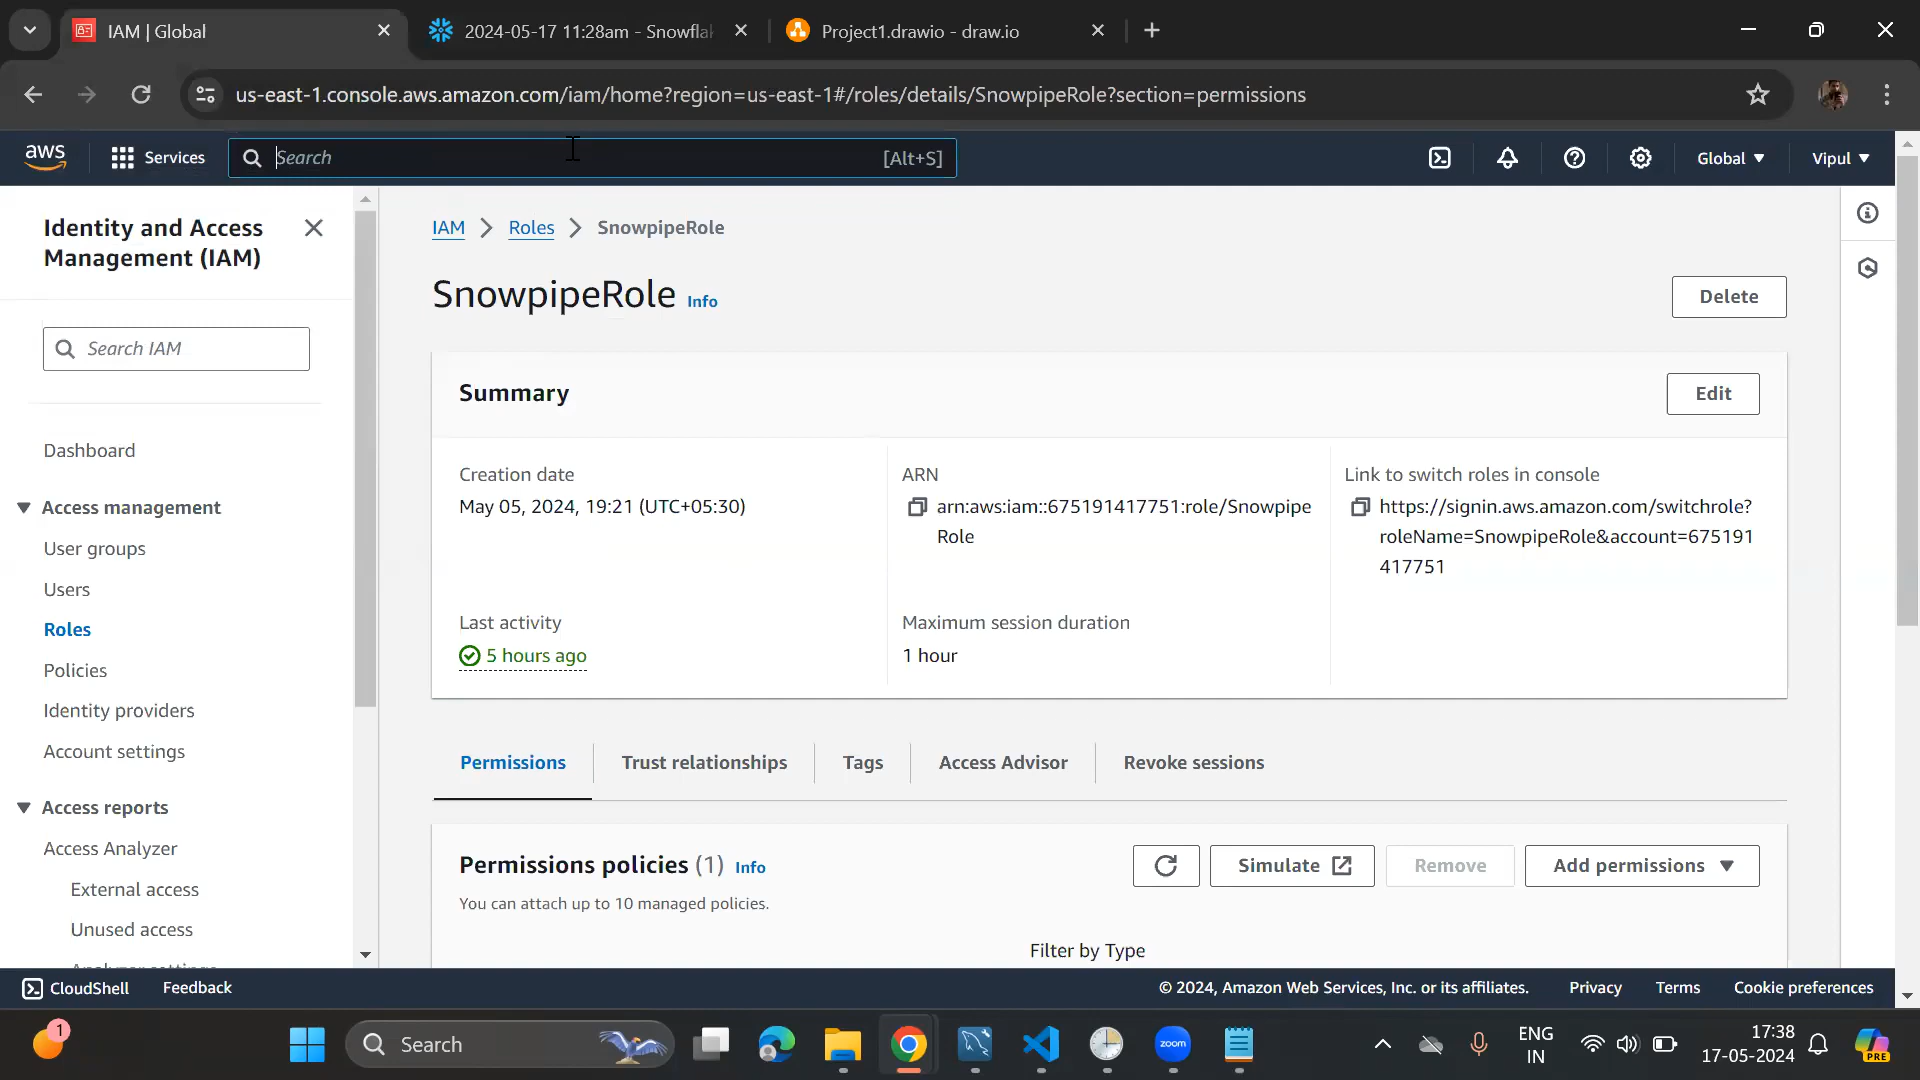 IAM | Global
2024-05-17 11:28am - Snowfla
Project1.drawio - draw.io
us-east-1.console.aws.amazon.com/iam/home?region=us-east-1#/roles/details/SnowpipeRole?section=permissions
aws
Services
Search
[Alt+S]
Global
Vipul
Identity and Access
Management (IAM)
Search IAM
Dashboard
Access management
User groups
Users
Roles
Policies
Identity providers
Account settings
Access reports
Access Analyzer
External access
Unused access
Analyzer settings
IAM > Roles > SnowpipeRole
SnowpipeRole Info
Delete
Summary
Edit
Creation date
May 05, 2024, 19:21 (UTC+05:30)
ARN
arn:aws:iam::675191417751:role/Snowpipe
Role
Link to switch roles in console
https://signin.aws.amazon.com/switchrole?
roleName=SnowpipeRole&account=675191
417751
Last activity
5 hours ago
Maximum session duration
1 hour
Permissions
Trust relationships
Tags
Access Advisor
Revoke sessions
Permissions policies (1) Info
You can attach up to 10 managed policies.
Simulate
Remove
Add permissions
Filter by Type
CloudShell
Feedback
© 2024, Amazon Web Services, Inc. or its affiliates.
Privacy
Terms
Cookie preferences
1
Search
zoom
ENG
IN
17:38
17-05-2024
PRE